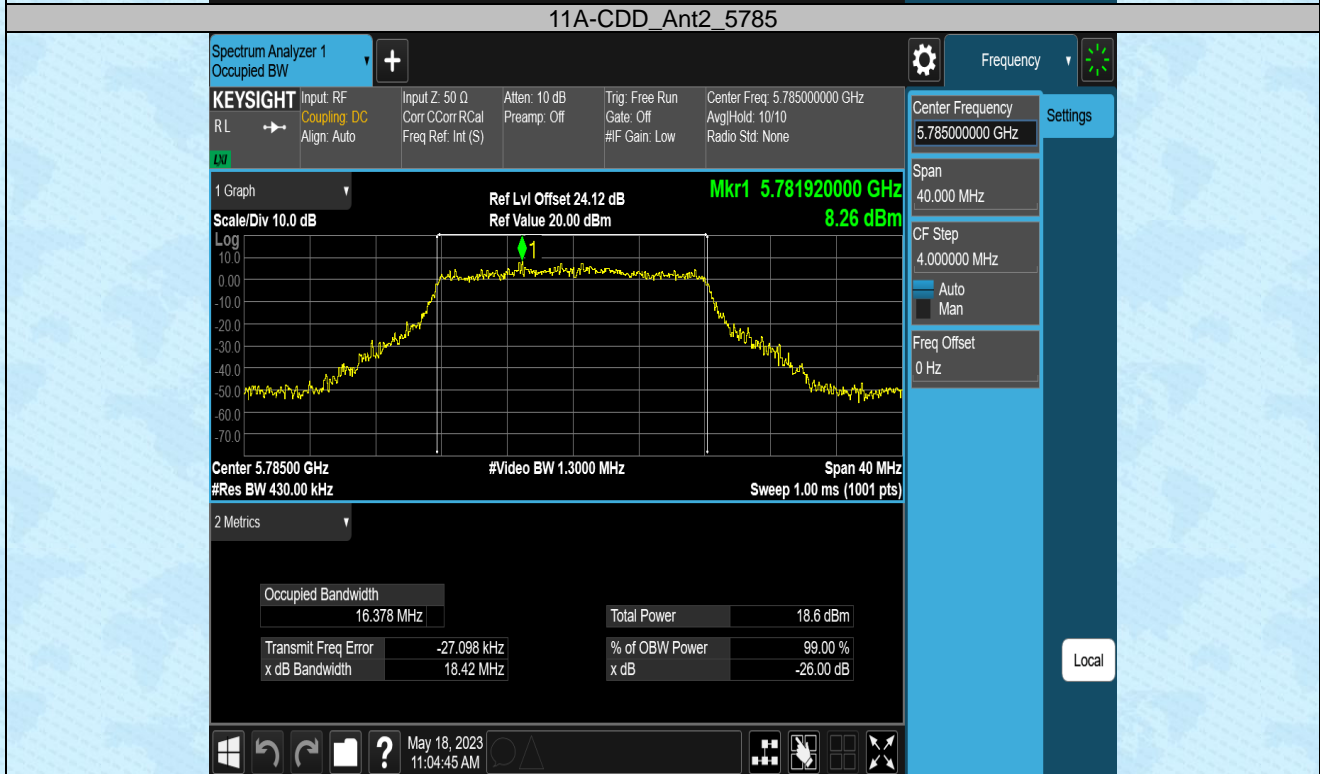 11A-CDD_Ant2_5785
Spectrum Analyzer 1
Occupied BW
Frequency
KEYSIGHT
R L
LXI
Input: RF
Coupling: DC
Align: Auto
Input Z: 50 Ω
Corr CCorr RCal
Freq Ref: Int (S)
Atten: 10 dB
Preamp: Off
Trig: Free Run
Gate: Off
#IF Gain: Low
Center Freq: 5.785000000 GHz
Avg|Hold: 10/10
Radio Std: None
Center Frequency
5.785000000 GHz
Settings
Span
40.000 MHz
CF Step
4.000000 MHz
Auto
Man
Freq Offset
0 Hz
1 Graph
Scale/Div 10.0 dB
Ref Lvl Offset 24.12 dB
Ref Value 20.00 dBm
Mkr1 5.781920000 GHz
8.26 dBm
Log
1
10.0
0.00
-10.0
-20.0
-30.0
-40.0
-50.0
-60.0
-70.0
Center 5.78500 GHz
#Res BW 430.00 kHz
#Video BW 1.3000 MHz
Span 40 MHz
Sweep 1.00 ms (1001 pts)
2 Metrics
Occupied Bandwidth
16.378 MHz
Total Power 18.6 dBm
Transmit Freq Error -27.098 kHz
% of OBW Power 99.00 %
x dB Bandwidth 18.42 MHz
x dB -26.00 dB
Local
?
May 18, 2023
11:04:45 AM